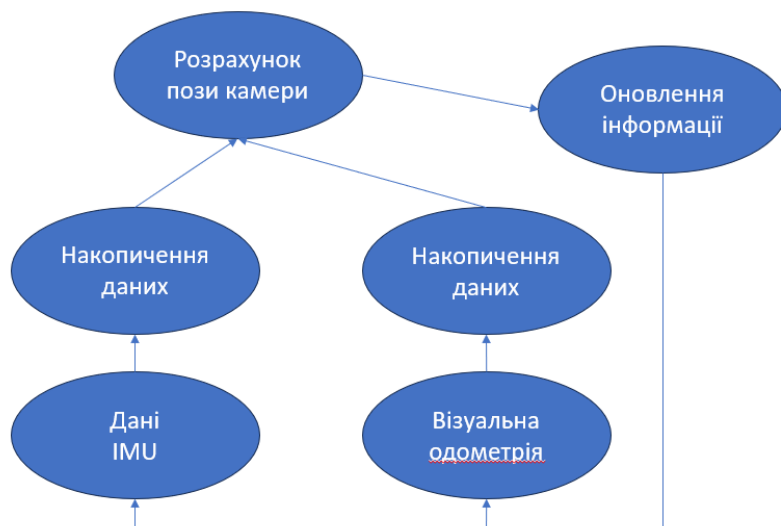 Розрахунок
пози камери
Оновлення
інформації
Накопичення
даних
Накопичення
даних
Дані
IMU
Візуальна
одометрія